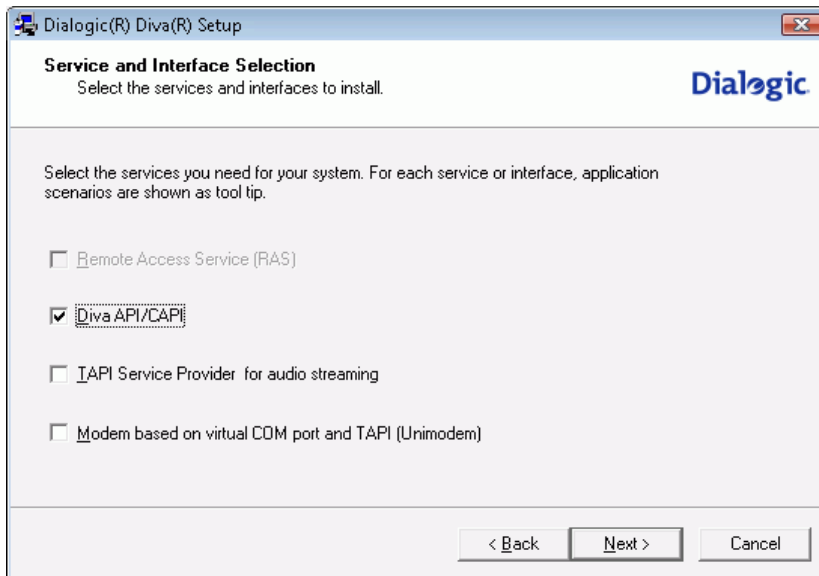 Dialogic(R) Diva(R) Setup
Service and Interface Selection
Select the services and interfaces to install.
Dialogic
Select the services you need for your system. For each service or interface, application
scenarios are shown as tool tip.
Remote Access Service (RAS)
Diva API/CAPI
TAPI Service Provider for audio streaming
Modem based on virtual COM port and TAPI (Unimodem)
< Back
Next >
Cancel